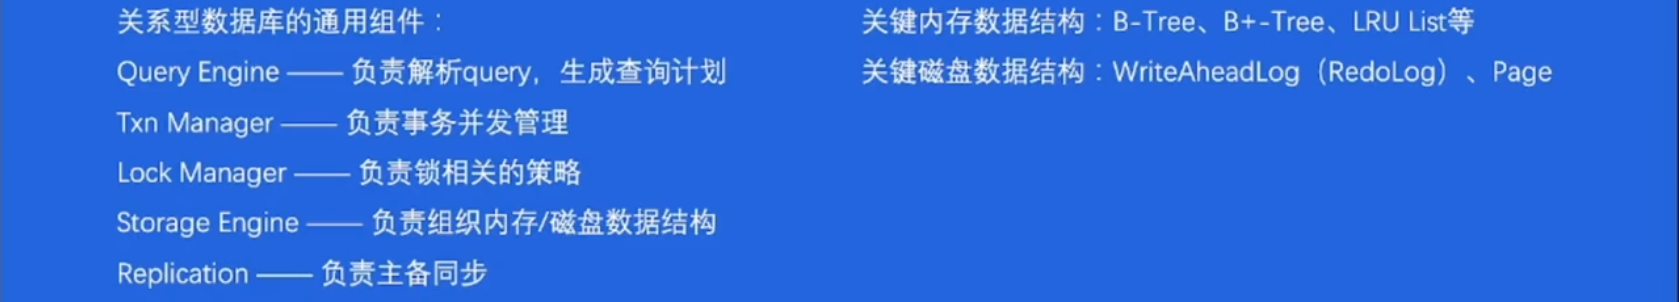 关系型数据库的通用组件：
Query Engine —— 负责解析query，生成查询计划
Txn Manager —— 负责事务并发管理
Lock Manager —— 负责锁相关的策略
Storage Engine —— 负责组织内存/磁盘数据结构
Replication —— 负责主备同步
关键内存数据结构：B-Tree、B+-Tree、LRU List等
关键磁盘数据结构：WriteAheadLog（RedoLog）、Page